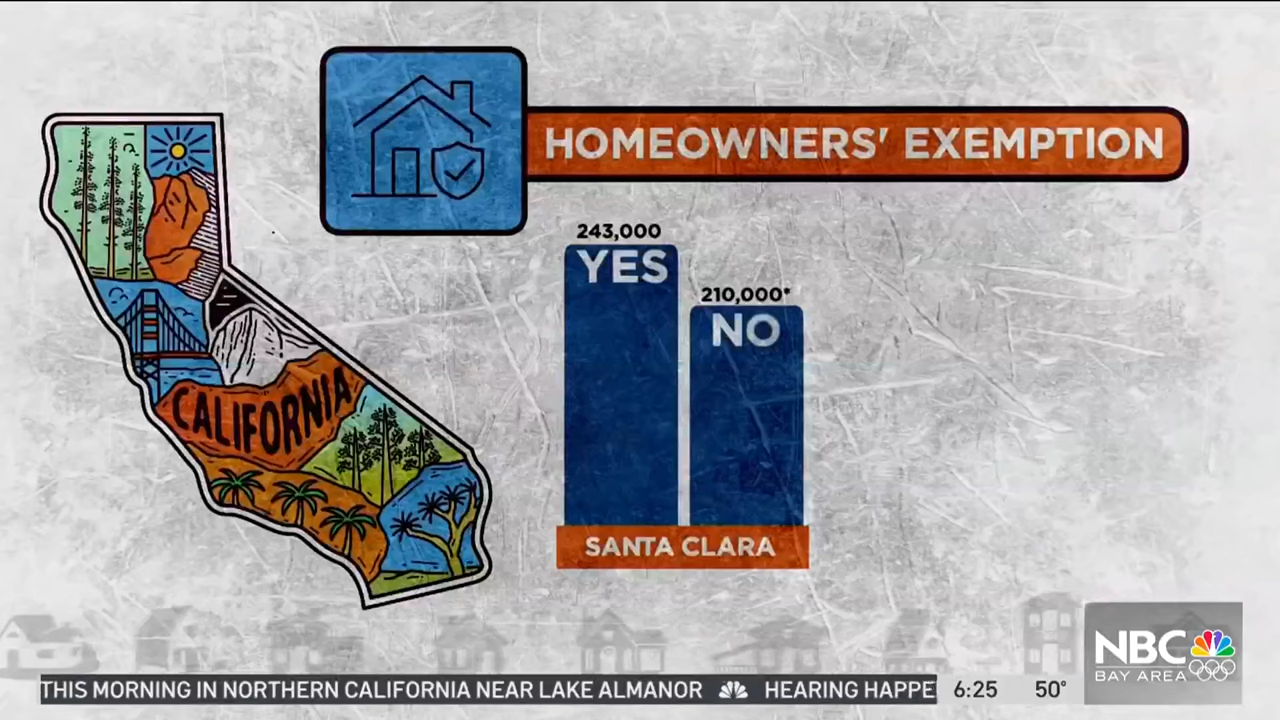 HOMEOWNERS' EXEMPTION
243,000
YES
210,000*
NO
CALIFORNIA
SANTA CLARA
NBC
BAY AREA
THIS MORNING IN NORTHERN CALIFORNIA NEAR LAKE ALMANOR HEARING HAPPE
6:25 50°